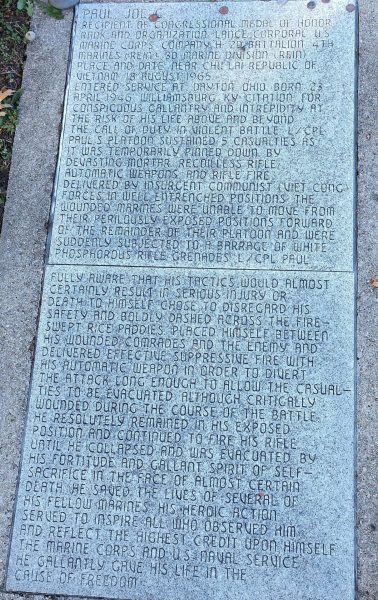 PAUL, JOE C.
RECIPIENT OF CONGRESSIONAL MEDAL OF HONOR
RANK AND ORGANIZATION: LANCE CORPORAL U.S.
MARINE CORPS, COMPANY H 2D BATTALION 4TH
MARINES (REIN), 3D MARINE DIVISION (REIN)
PLACE AND DATE: NEAR CHU LAI REPUBLIC OF
VIETNAM 18 AUGUST 1965
ENTERED SERVICE AT: DAYTON, OHIO. BORN: 23
APRIL 1946, WILLIAMSBURG, KY. CITATION: FOR
CONSPICUOUS GALLANTRY AND INTREPIDITY AT
THE RISK OF HIS LIFE ABOVE AND BEYOND
THE CALL OF DUTY. IN VIOLENT BATTLE, L/CPL.
PAUL'S PLATOON SUSTAINED 5 CASUALTIES AS
IT WAS TEMPORARILY PINNED DOWN, BY
DEVASTING MORTAR, RECOILLESS RIFLE,
AUTOMATIC WEAPONS, AND RIFLE FIRE
DELIVERED BY INSURGENT COMMUNIST (VIET CONG)
FORCES IN WELL ENTRENCHED POSITIONS. THE
WOUNDED MARINES WERE UNABLE TO MOVE FROM
THEIR PERILOUSLY EXPOSED POSITIONS FORWARD
OF THE REMAINDER OF THEIR PLATOON AND WERE
SUDDENLY SUBJECTED TO A BARRAGE OF WHITE
PHOSPHOROUS RIFLE GRENADES. L/CPL. PAUL,
FULLY AWARE THAT HIS TACTICS WOULD ALMOST
CERTAINLY RESULT IN SERIOUS INJURY OR
DEATH TO HIMSELF, CHOSE TO DISREGARD HIS
SAFETY AND BOLDLY DASHED ACROSS THE FIRE-
SWEPT RICE PADDIES, PLACED HIMSELF BETWEEN
HIS WOUNDED COMRADES AND THE ENEMY, AND
DELIVERED EFFECTIVE SUPPRESSIVE FIRE WITH
HIS AUTOMATIC WEAPON IN ORDER TO DIVERT
THE ATTACK LONG ENOUGH TO ALLOW THE CASUAL-
TIES TO BE EVACUATED. ALTHOUGH CRITICALLY
WOUNDED DURING THE COURSE OF THE BATTLE,
HE RESOLUTELY REMAINED IN HIS EXPOSED
POSITION AND CONTINUED TO FIRE HIS RIFLE
UNTIL HE COLLAPSED AND WAS EVACUATED. BY
HIS FORTITUDE AND GALLANT SPIRIT OF SELF-
SACRIFICE IN THE FACE OF ALMOST CERTAIN
DEATH, HE SAVED THE LIVES OF SEVERAL OF
HIS FELLOW MARINES. HIS HEROIC ACTION
SERVED TO INSPIRE ALL WHO OBSERVED HIM
AND REFLECT THE HIGHEST CREDIT UPON HIMSELF,
THE MARINE CORPS AND U.S. NAVAL SERVICE.
HE GALLANTLY GAVE HIS LIFE IN THE
CAUSE OF FREEDOM.